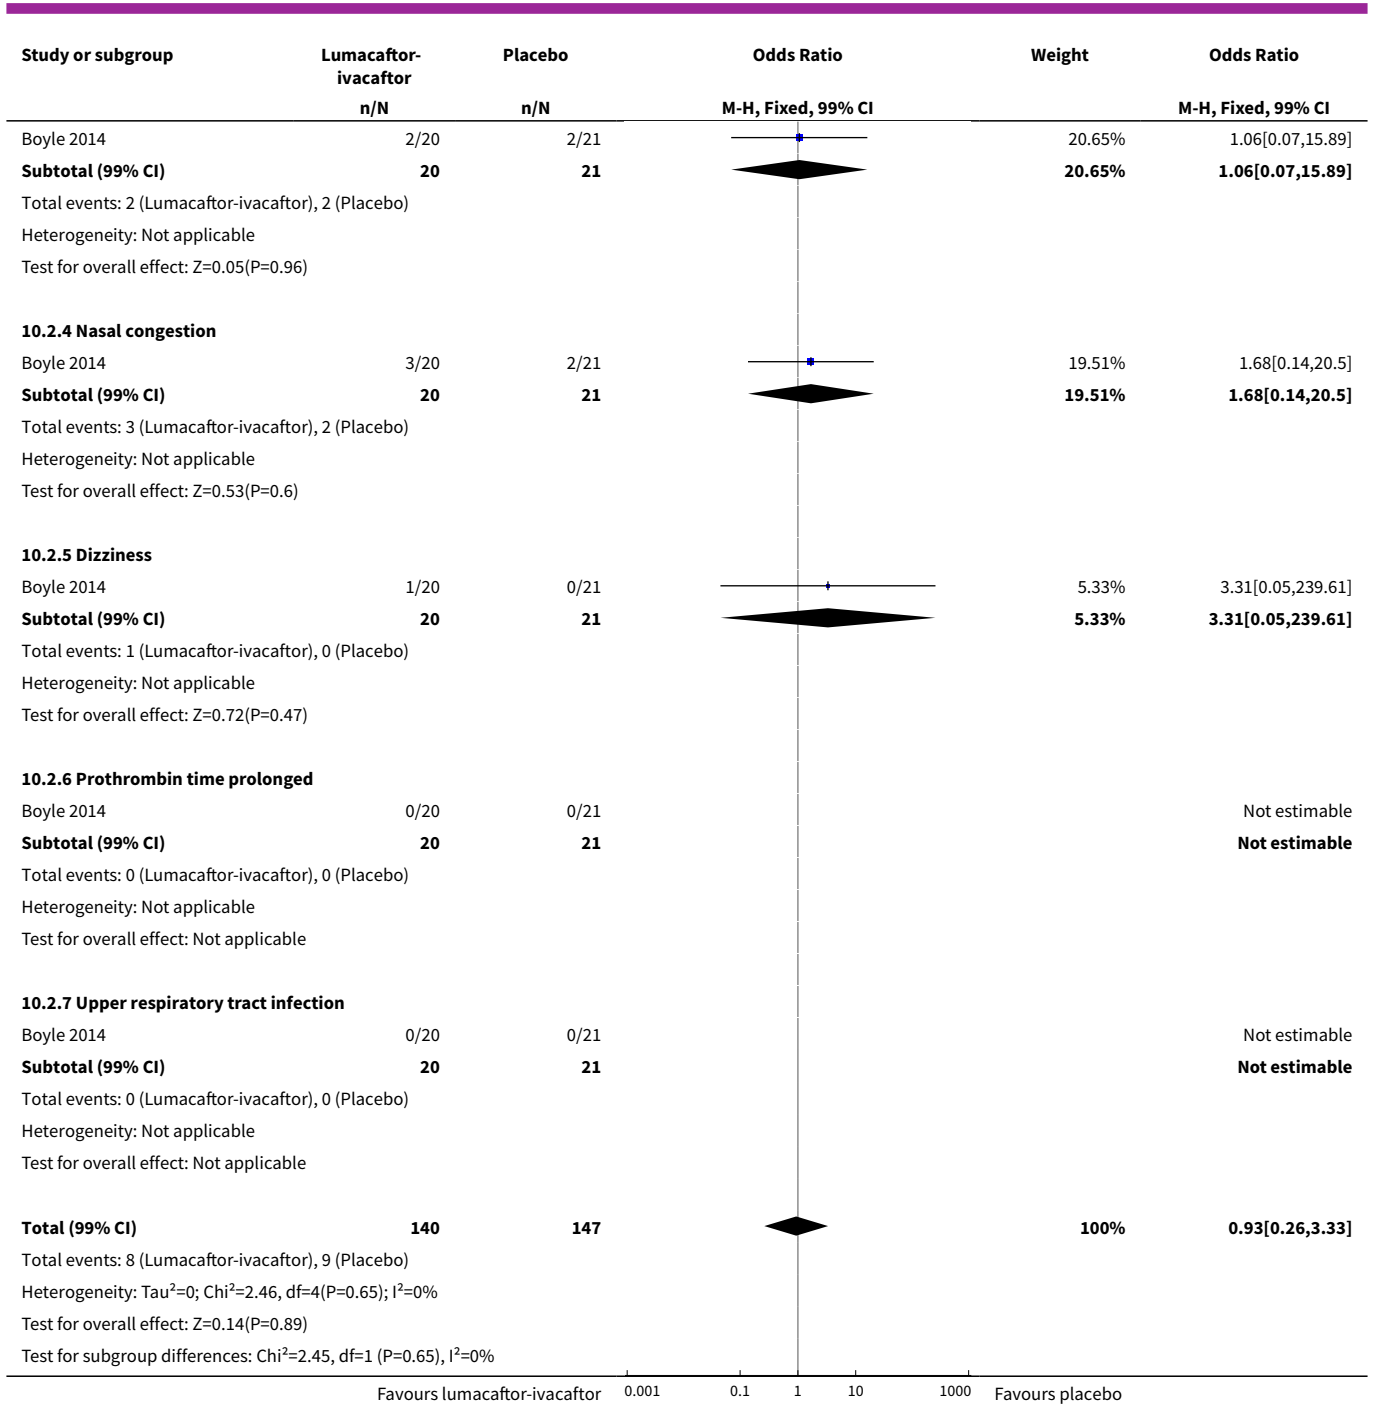 Study or subgroup Lumacaftor-ivacaftor Placebo Odds Ratio Weight Odds Ratio
n/N n/N M-H, Fixed, 99% CI M-H, Fixed, 99% CI
Boyle 2014 2/20 2/21 20.65% 1.06[0.07,15.89]
Subtotal (99% CI) 20 21 20.65% 1.06[0.07,15.89]
Total events: 2 (Lumacaftor-ivacaftor), 2 (Placebo)
Heterogeneity: Not applicable
Test for overall effect: Z=0.05(P=0.96)
10.2.4 Nasal congestion
Boyle 2014 3/20 2/21 19.51% 1.68[0.14,20.5]
Subtotal (99% CI) 20 21 19.51% 1.68[0.14,20.5]
Total events: 3 (Lumacaftor-ivacaftor), 2 (Placebo)
Heterogeneity: Not applicable
Test for overall effect: Z=0.53(P=0.6)
10.2.5 Dizziness
Boyle 2014 1/20 0/21 5.33% 3.31[0.05,239.61]
Subtotal (99% CI) 20 21 5.33% 3.31[0.05,239.61]
Total events: 1 (Lumacaftor-ivacaftor), 0 (Placebo)
Heterogeneity: Not applicable
Test for overall effect: Z=0.72(P=0.47)
10.2.6 Prothrombin time prolonged
Boyle 2014 0/20 0/21 Not estimable
Subtotal (99% CI) 20 21 Not estimable
Total events: 0 (Lumacaftor-ivacaftor), 0 (Placebo)
Heterogeneity: Not applicable
Test for overall effect: Not applicable
10.2.7 Upper respiratory tract infection
Boyle 2014 0/20 0/21 Not estimable
Subtotal (99% CI) 20 21 Not estimable
Total events: 0 (Lumacaftor-ivacaftor), 0 (Placebo)
Heterogeneity: Not applicable
Test for overall effect: Not applicable
Total (99% CI) 140 147 100% 0.93[0.26,3.33]
Total events: 8 (Lumacaftor-ivacaftor), 9 (Placebo)
Heterogeneity: Tau²=0; Chi²=2.46, df=4(P=0.65); I²=0%
Test for overall effect: Z=0.14(P=0.89)
Test for subgroup differences: Chi²=2.45, df=1 (P=0.65), I²=0%
Favours lumacaftor-ivacaftor 0.001 0.1 1 10 1000 Favours placebo